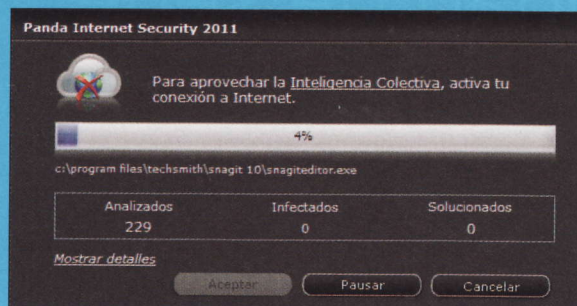 Panda Internet Security 2011
Para aprovechar la Inteligencia Colectiva, activa tu
conexión a Internet.
4%
c:\program files\techsmith\snagit 10\snagiteditor.exe
Analizados Infectados Solucionados
229 0 0
Mostrar detalles
Aceptar Pausar Cancelar